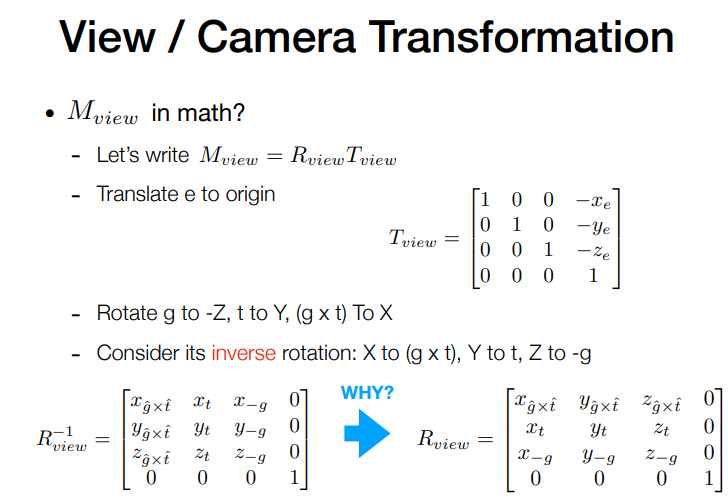 View / Camera Transformation
• $M_{view}$ in math?
- Let's write $M_{view} = R_{view}T_{view}$
- Translate e to origin
$T_{view} = \begin{bmatrix} 1 & 0 & 0 & -x_e \\ 0 & 1 & 0 & -y_e \\ 0 & 0 & 1 & -z_e \\ 0 & 0 & 0 & 1 \end{bmatrix}$
- Rotate g to -Z, t to Y, (g x t) To X
- Consider its inverse rotation: X to (g x t), Y to t, Z to -g
$R_{view}^{-1} = \begin{bmatrix} x_{\hat{g}\times\hat{t}} & x_t & x_{-g} & 0 \\ y_{\hat{g}\times\hat{t}} & y_t & y_{-g} & 0 \\ z_{\hat{g}\times\hat{t}} & z_t & z_{-g} & 0 \\ 0 & 0 & 0 & 1 \end{bmatrix}$
WHY?
$R_{view} = \begin{bmatrix} x_{\hat{g}\times\hat{t}} & y_{\hat{g}\times\hat{t}} & z_{\hat{g}\times\hat{t}} & 0 \\ x_t & y_t & z_t & 0 \\ x_{-g} & y_{-g} & z_{-g} & 0 \\ 0 & 0 & 0 & 1 \end{bmatrix}$